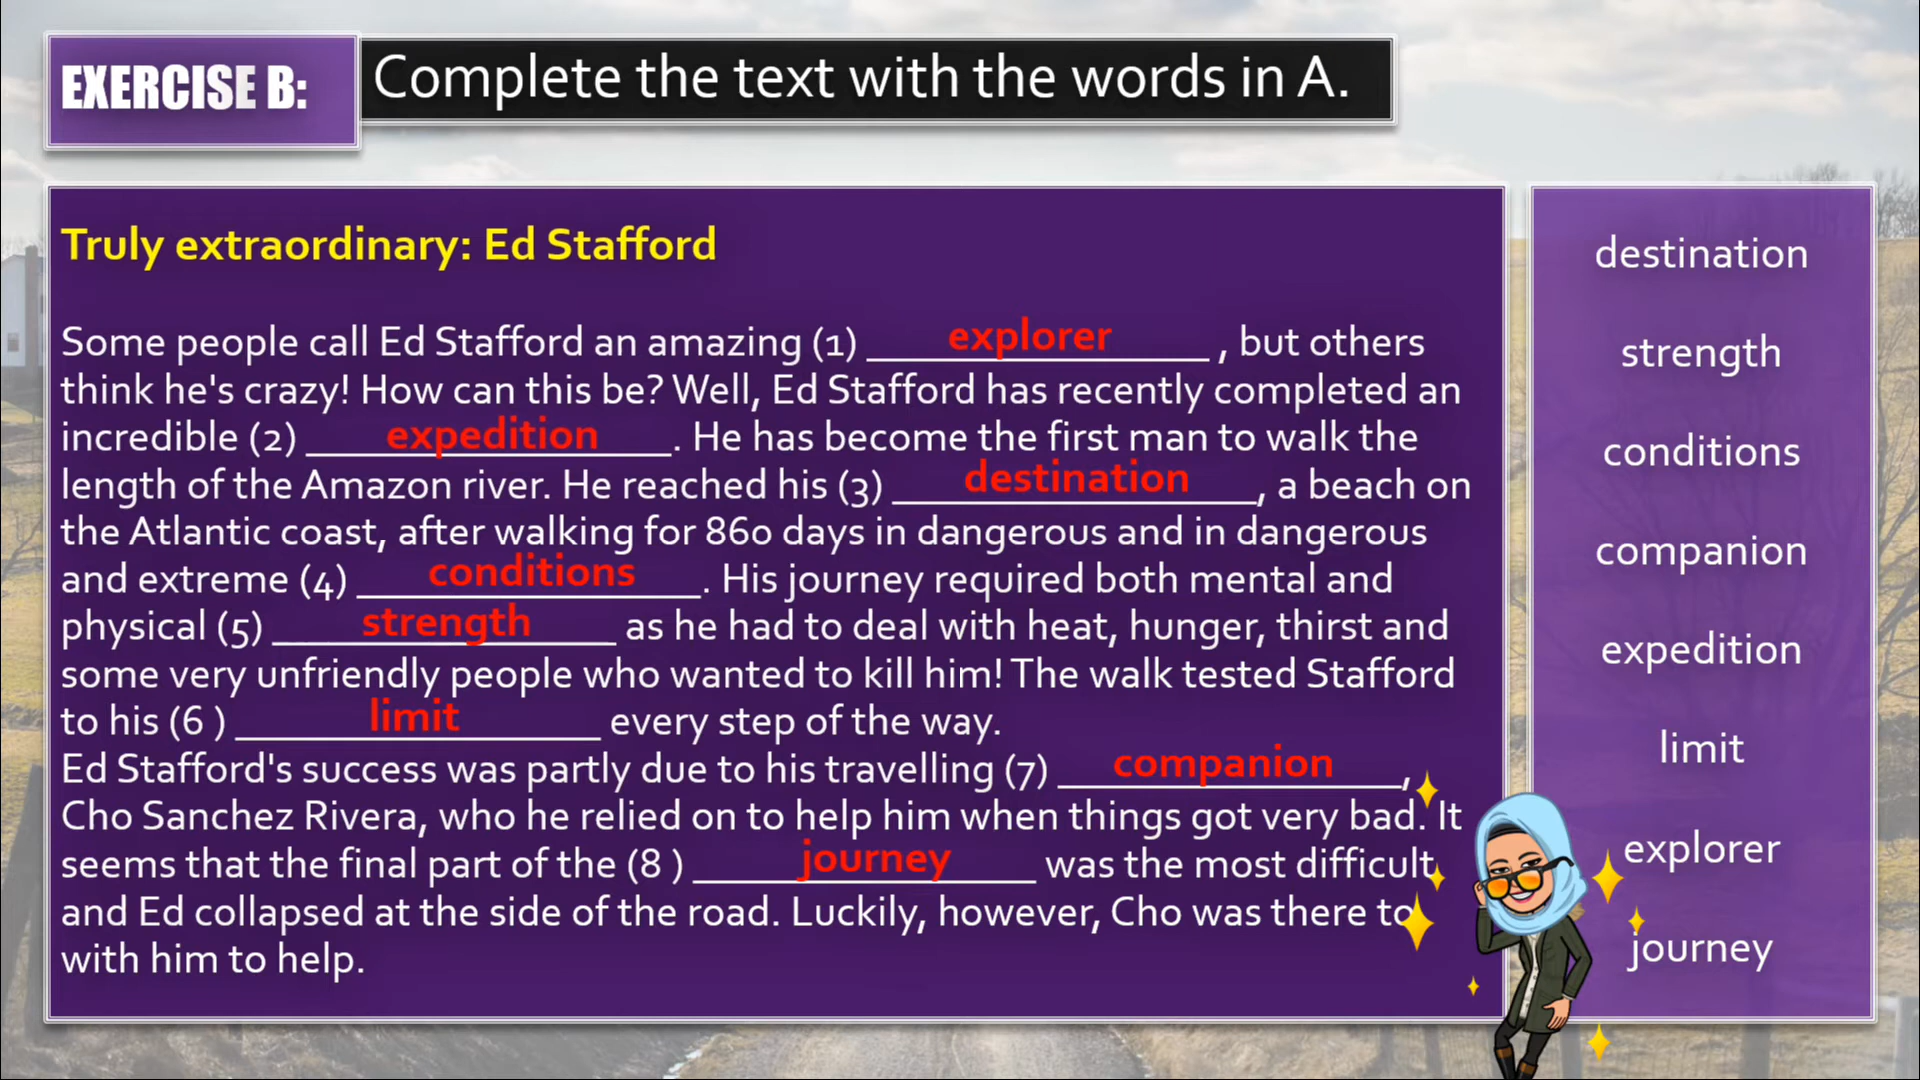 EXERCISE B:
Complete the text with the words in A.
Truly extraordinary: Ed Stafford
Some people call Ed Stafford an amazing (1) explorer , but others
think he's crazy! How can this be? Well, Ed Stafford has recently completed an
incredible (2) expedition. He has become the first man to walk the
length of the Amazon river. He reached his (3) destination, a beach on
the Atlantic coast, after walking for 860 days in dangerous and in dangerous
and extreme (4) conditions. His journey required both mental and
physical (5) strength as he had to deal with heat, hunger, thirst and
some very unfriendly people who wanted to kill him! The walk tested Stafford
to his (6 ) limit every step of the way.
Ed Stafford's success was partly due to his travelling (7) companion,
Cho Sanchez Rivera, who he relied on to help him when things got very bad. It
seems that the final part of the (8 ) journey was the most difficult
and Ed collapsed at the side of the road. Luckily, however, Cho was there to
with him to help.
destination
strength
conditions
companion
expedition
limit
explorer
journey